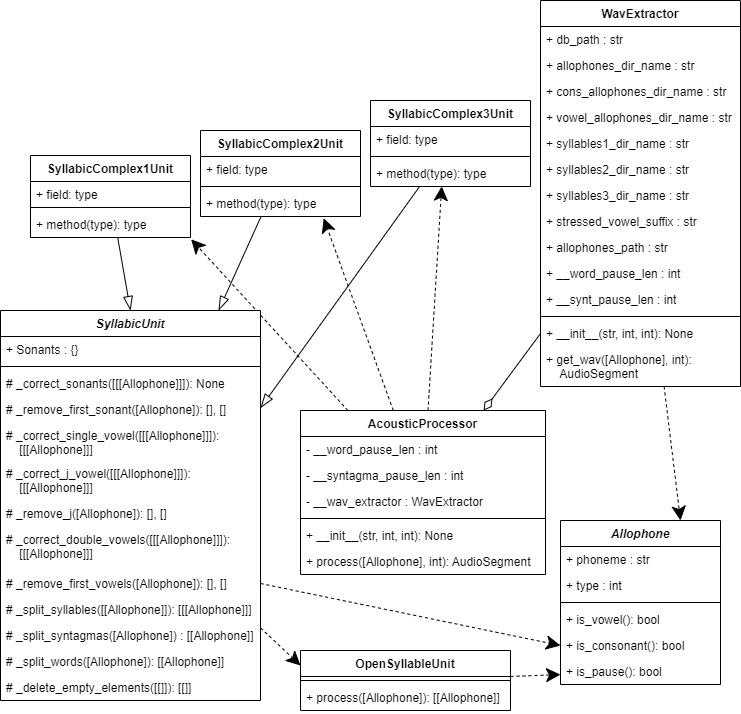 WavExtractor
+ db_path : str
+ allophones_dir_name : str
+ cons_allophones_dir_name : str
+ vowel_allophones_dir_name : str
+ syllables1_dir_name : str
+ syllables2_dir_name : str
+ syllables3_dir_name : str
+ stressed_vowel_suffix : str
+ allophones_path : str
+ __word_pause_len : int
+ __synt_pause_len : int
+ __init__(str, int, int): None
+ get_wav([Allophone], int):
AudioSegment
SyllabicComplex3Unit
+ field: type
+ method(type): type
SyllabicComplex2Unit
+ field: type
+ method(type): type
SyllabicComplex1Unit
+ field: type
+ method(type): type
SyllabicUnit
+ Sonants : {}
# _correct_sonants([[[Allophone]]]): None
# _remove_first_sonant([Allophone]): [], []
# _correct_single_vowel([[[Allophone]]]):
[[[Allophone]]]
# _correct_j_vowel([[[Allophone]]]):
[[[Allophone]]]
# _remove_j([Allophone]): [], []
# _correct_double_vowels([[[Allophone]]]):
[[[Allophone]]]
# _remove_first_vowels([Allophone]): [], []
# _split_syllables([[Allophone]]): [[[Allophone]]]
# _split_syntagmas([Allophone]) : [[Allophone]]
# _split_words([Allophone]): [[Allophone]]
# _delete_empty_elements([[]]): [[]]
AcousticProcessor
- __word_pause_len : int
- __syntagma_pause_len : int
- __wav_extractor : WavExtractor
+ __init__(str, int, int): None
+ process([Allophone], int): AudioSegment
Allophone
+ phoneme : str
+ type : int
+ is_vowel(): bool
+ is_consonant(): bool
+ is_pause(): bool
OpenSyllableUnit
+ process([Allophone]): [[Allophone]]